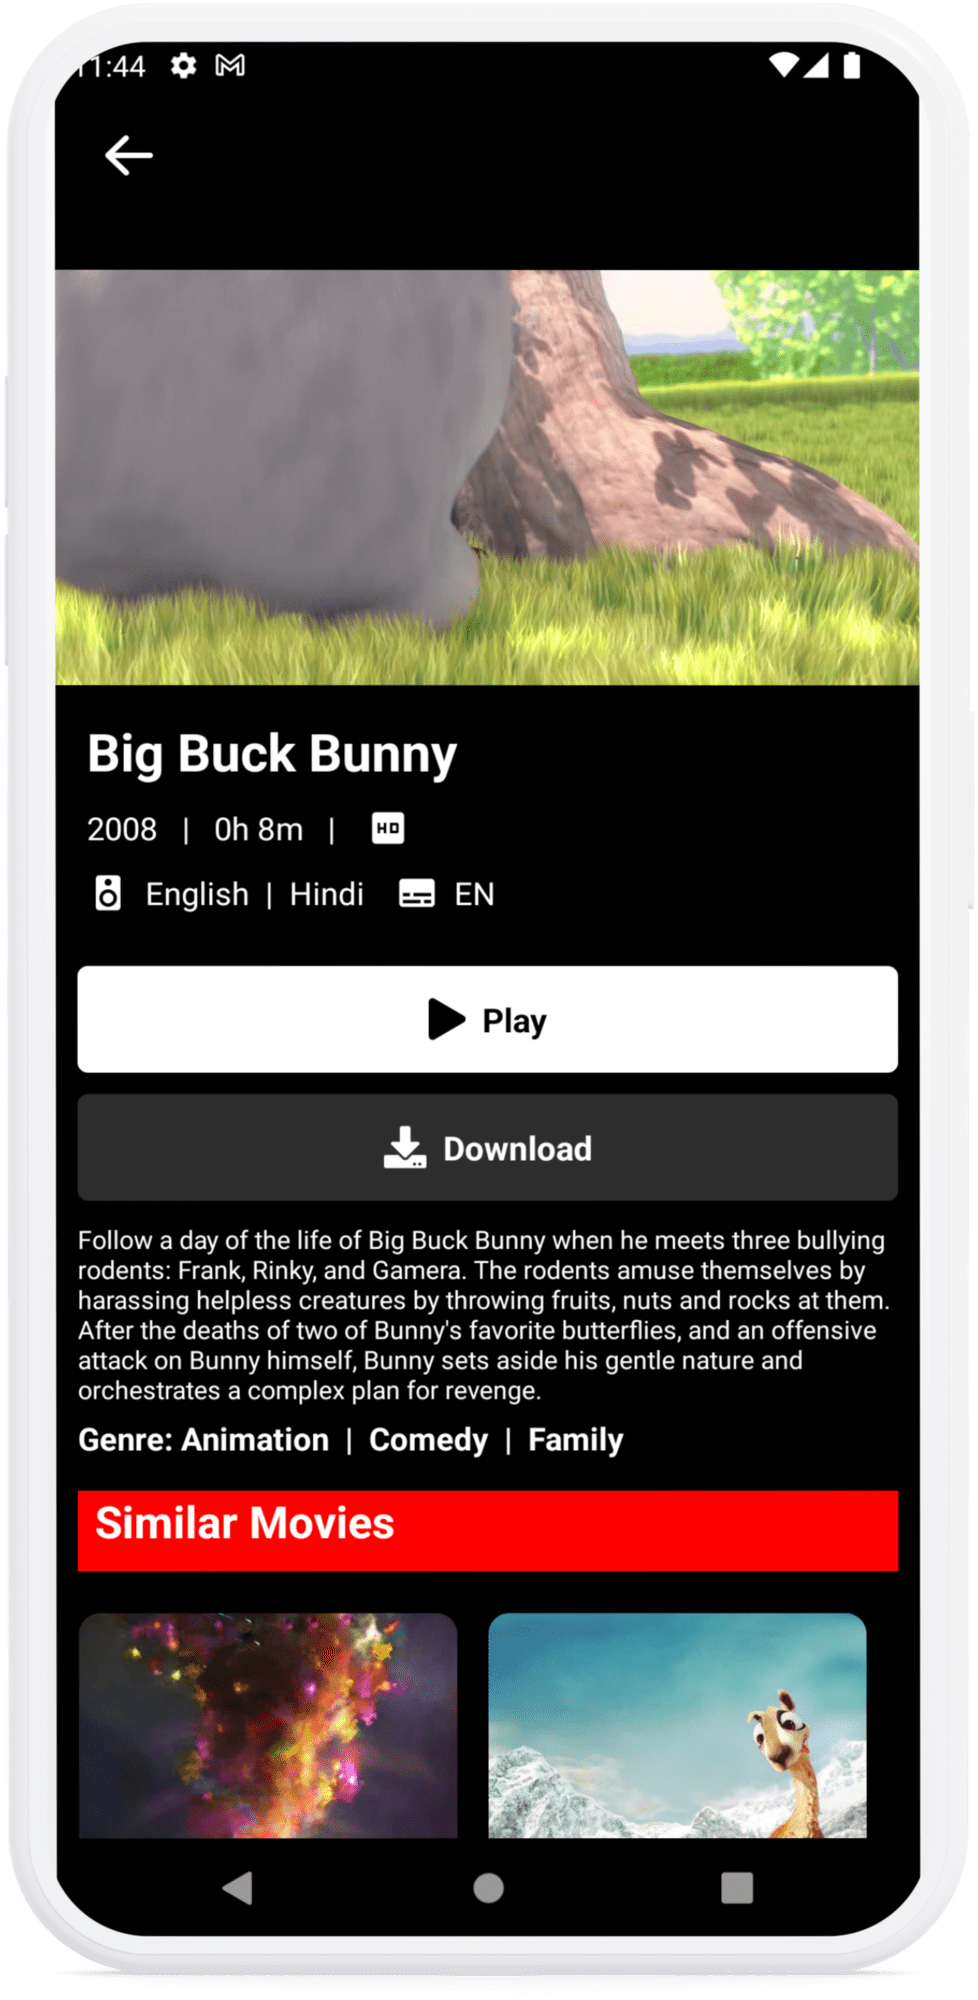 11:44
Big Buck Bunny
2008 | 0h 8m | HD
English | Hindi EN
Play
Download
Follow a day of the life of Big Buck Bunny when he meets three bullying
rodents: Frank, Rinky, and Gamera. The rodents amuse themselves by
harassing helpless creatures by throwing fruits, nuts and rocks at them.
After the deaths of two of Bunny's favorite butterflies, and an offensive
attack on Bunny himself, Bunny sets aside his gentle nature and
orchestrates a complex plan for revenge.
Genre: Animation | Comedy | Family
Similar Movies